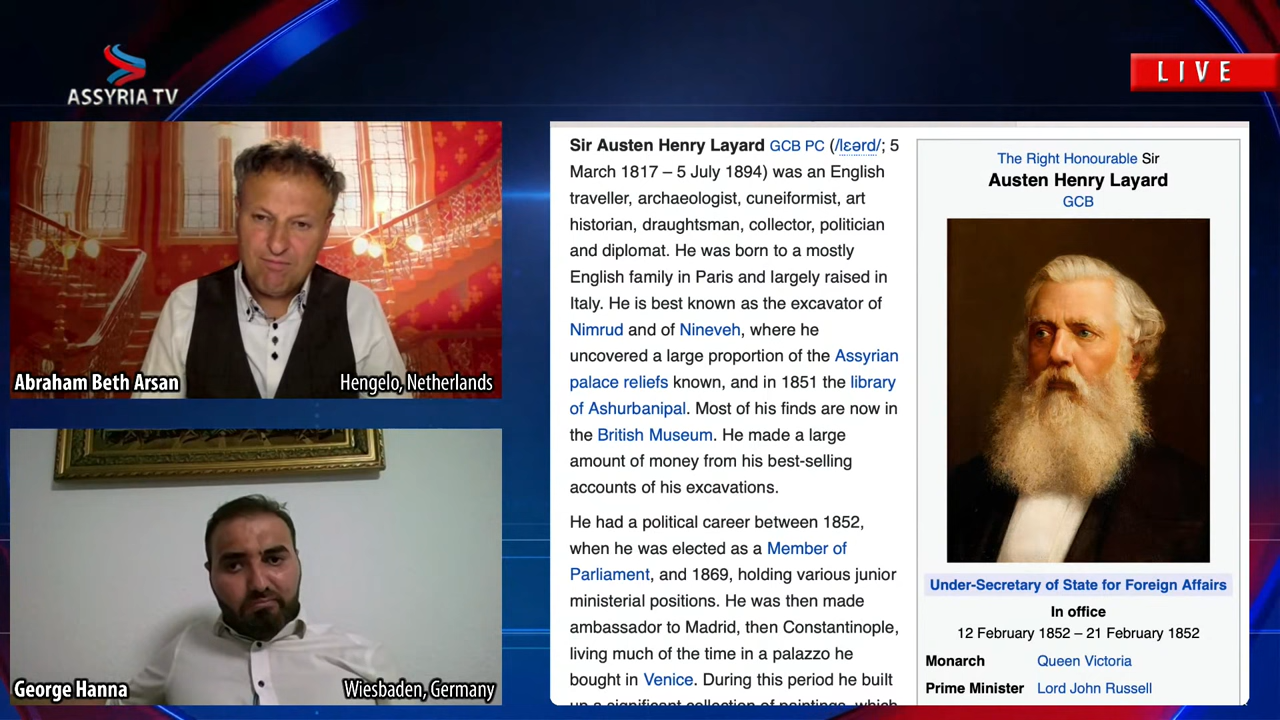 ASSYRIA TV
LIVE
Abraham Beth Arsan
Hengelo, Netherlands
George Hanna
Wiesbaden, Germany
Sir Austen Henry Layard GCB PC (/lɛərd/; 5
March 1817 – 5 July 1894) was an English
traveller, archaeologist, cuneiformist, art
historian, draughtsman, collector, politician
and diplomat. He was born to a mostly
English family in Paris and largely raised in
Italy. He is best known as the excavator of
Nimrud and of Nineveh, where he
uncovered a large proportion of the Assyrian
palace reliefs known, and in 1851 the library
of Ashurbanipal. Most of his finds are now in
the British Museum. He made a large
amount of money from his best-selling
accounts of his excavations.
He had a political career between 1852,
when he was elected as a Member of
Parliament, and 1869, holding various junior
ministerial positions. He was then made
ambassador to Madrid, then Constantinople,
living much of the time in a palazzo he
bought in Venice. During this period he built
up a significant collection of paintings, which
The Right Honourable Sir
Austen Henry Layard
GCB
Under-Secretary of State for Foreign Affairs
In office
12 February 1852 – 21 February 1852
Monarch Queen Victoria
Prime Minister Lord John Russell